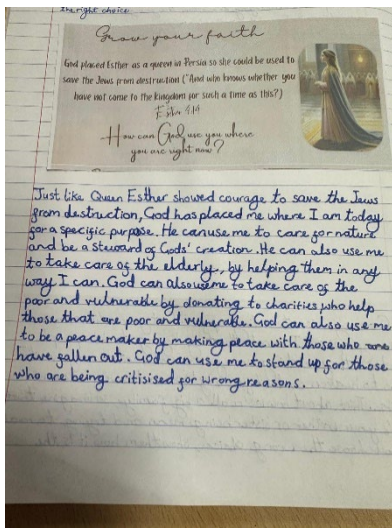 the right choice
Grow your faith
God placed Esther as a queen in Persia so she could be used to
save the Jews from destruction ("And who knows whether you
have not come to the kingdom for such a time as this?)
4:14
How can God use you where
you are right now?
Just like Queen Esther showed courage to save the Jews
from destruction, God has placed me where I am today
for a specific purpose. He can use me to care for nature
and be a steward of Gods' creation. He can also use me
to take care of the elderly, by helping them in any
way I can. God can also use me to take care of the
poor and vulnerable by donating to charities who help
those that are poor and vulnerable. God can also use me
to be a peace maker by making peace with those who
have fallen out. God can use me to stand up for those
who are being critisised for wrong reasons.